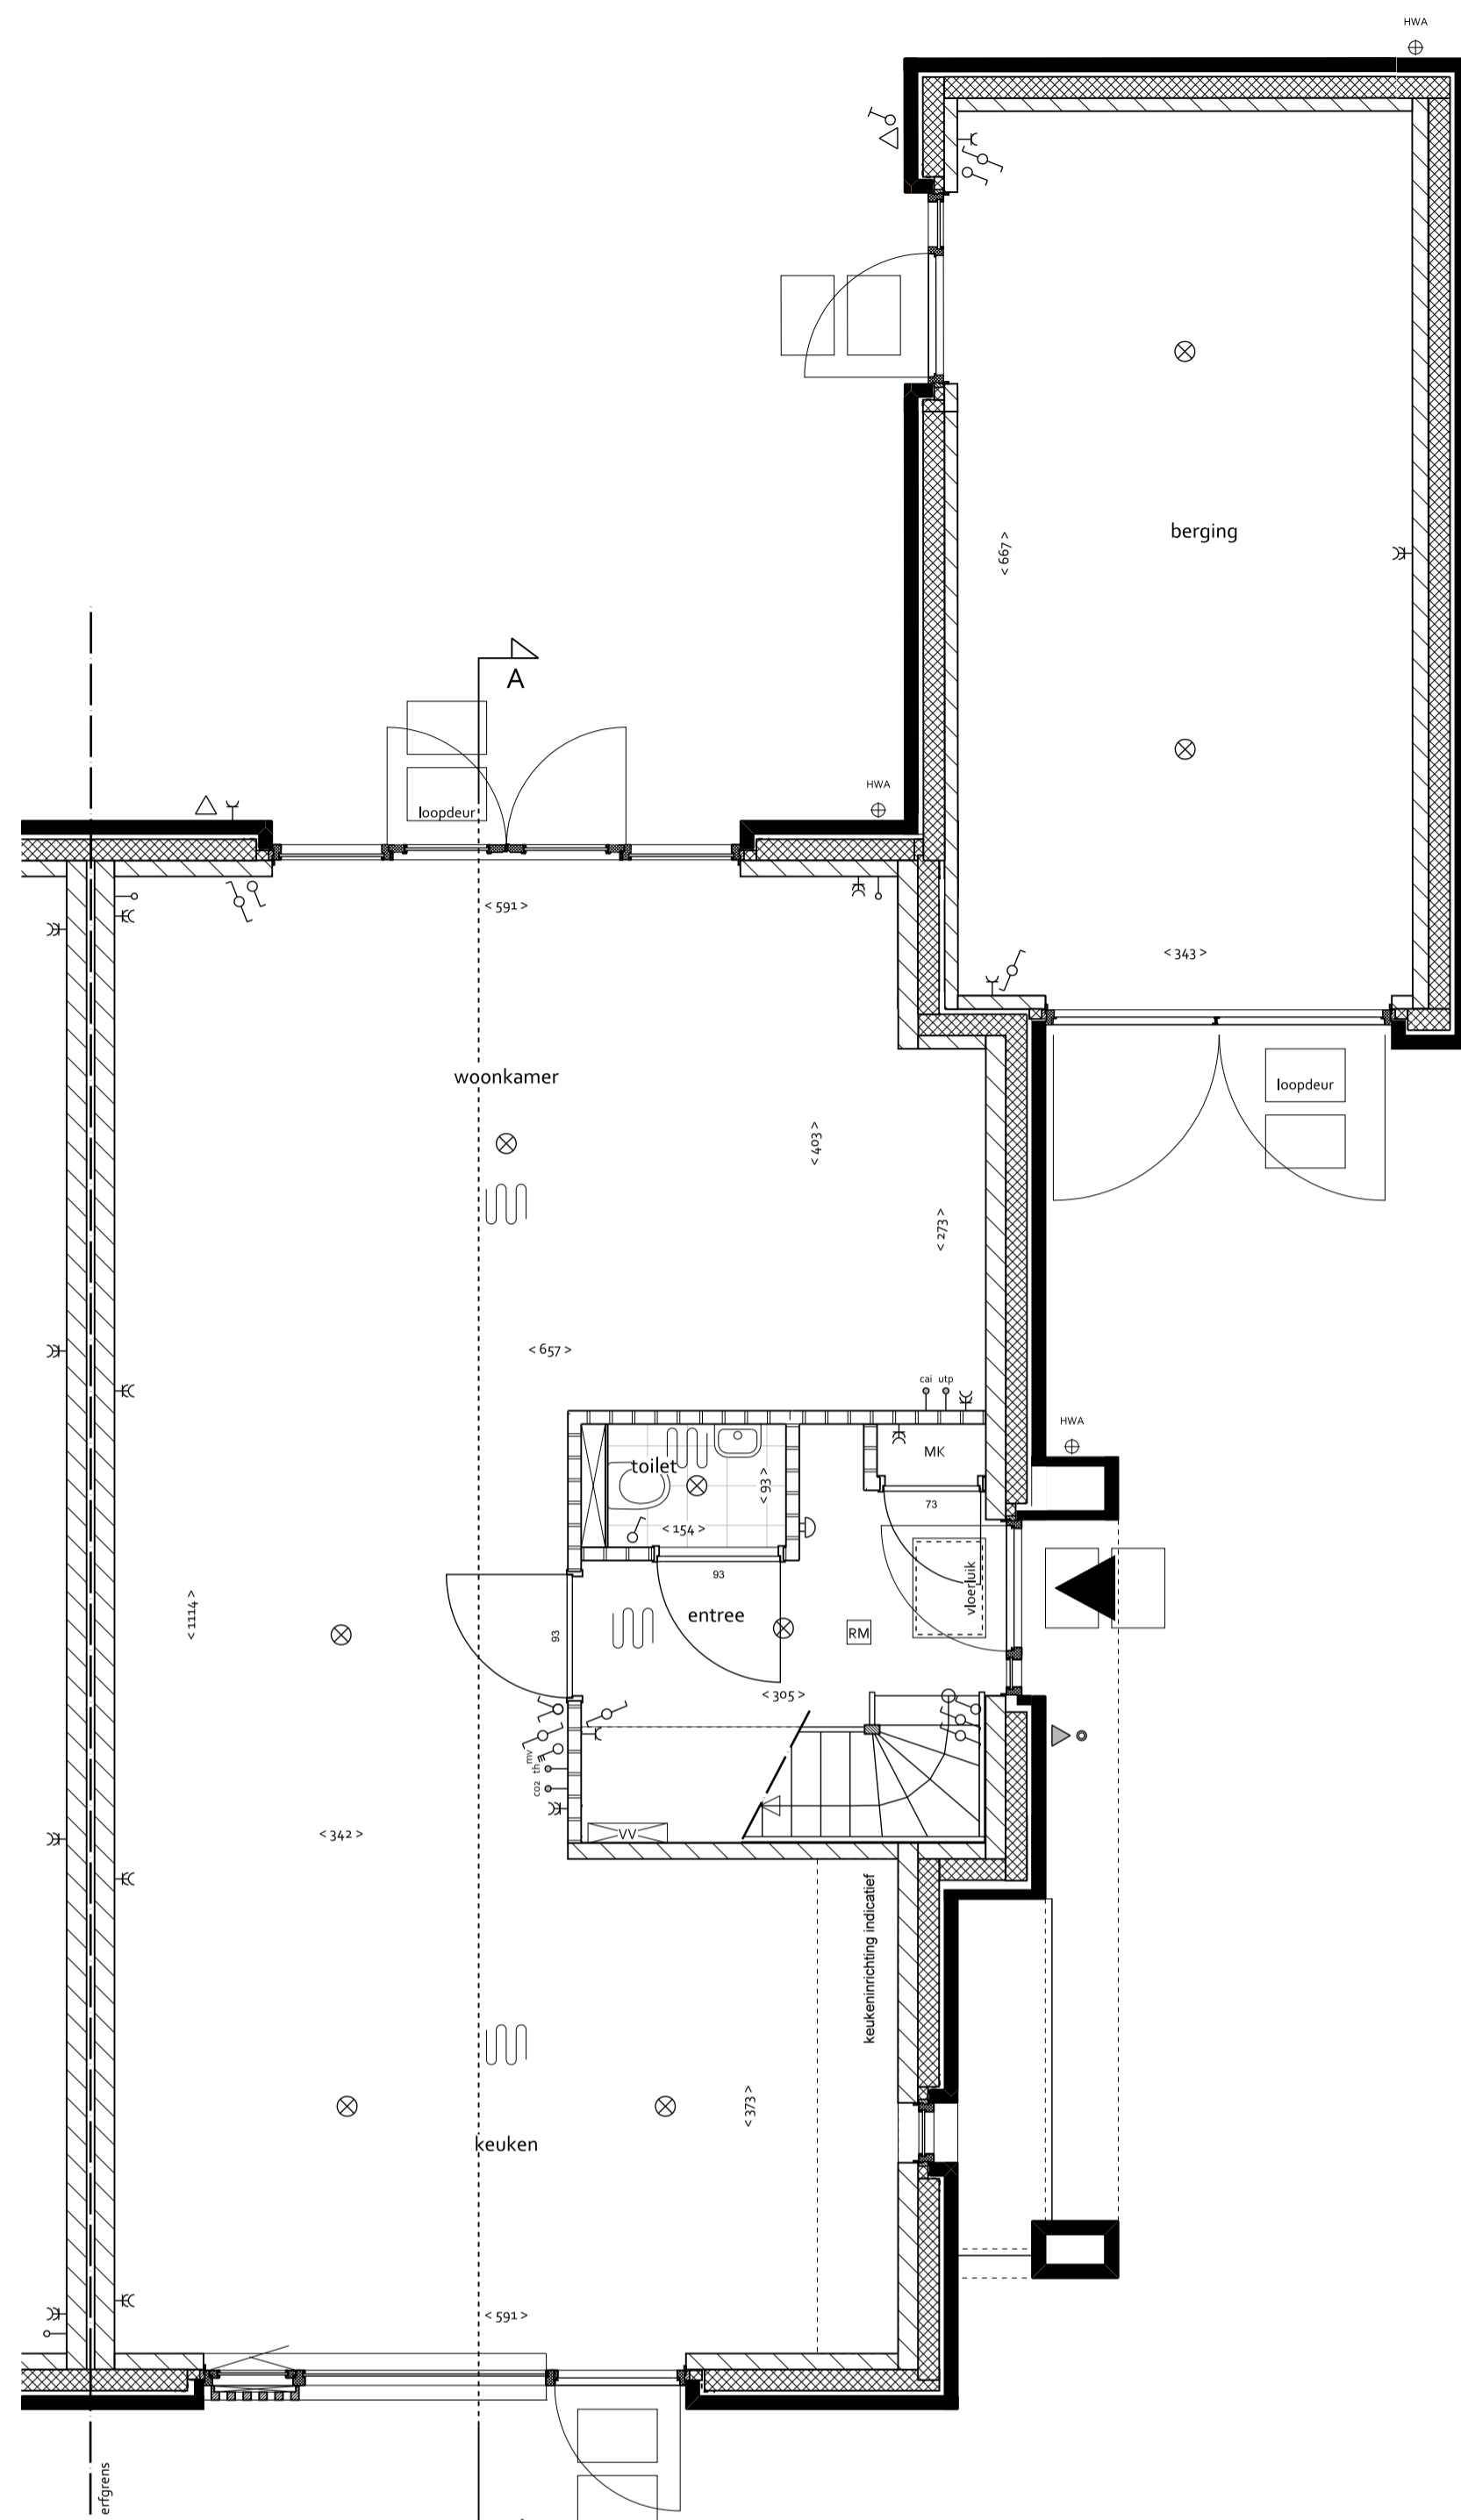 HWA
berging
< 667 >
A
HWA
loopdeur
< 591 >
< 343 >
woonkamer
loopdeur
< 403 >
< 273 >
< 657 >
cai utp
HWA
MK
toilet
< 93 >
73
< 154 >
vloerluik
93
< 1114 >
entree
93
RM
< 305 >
mv
th
co2
VV
< 342 >
keukeninrichting indicatief
< 373 >
keuken
< 591 >
erfgrens